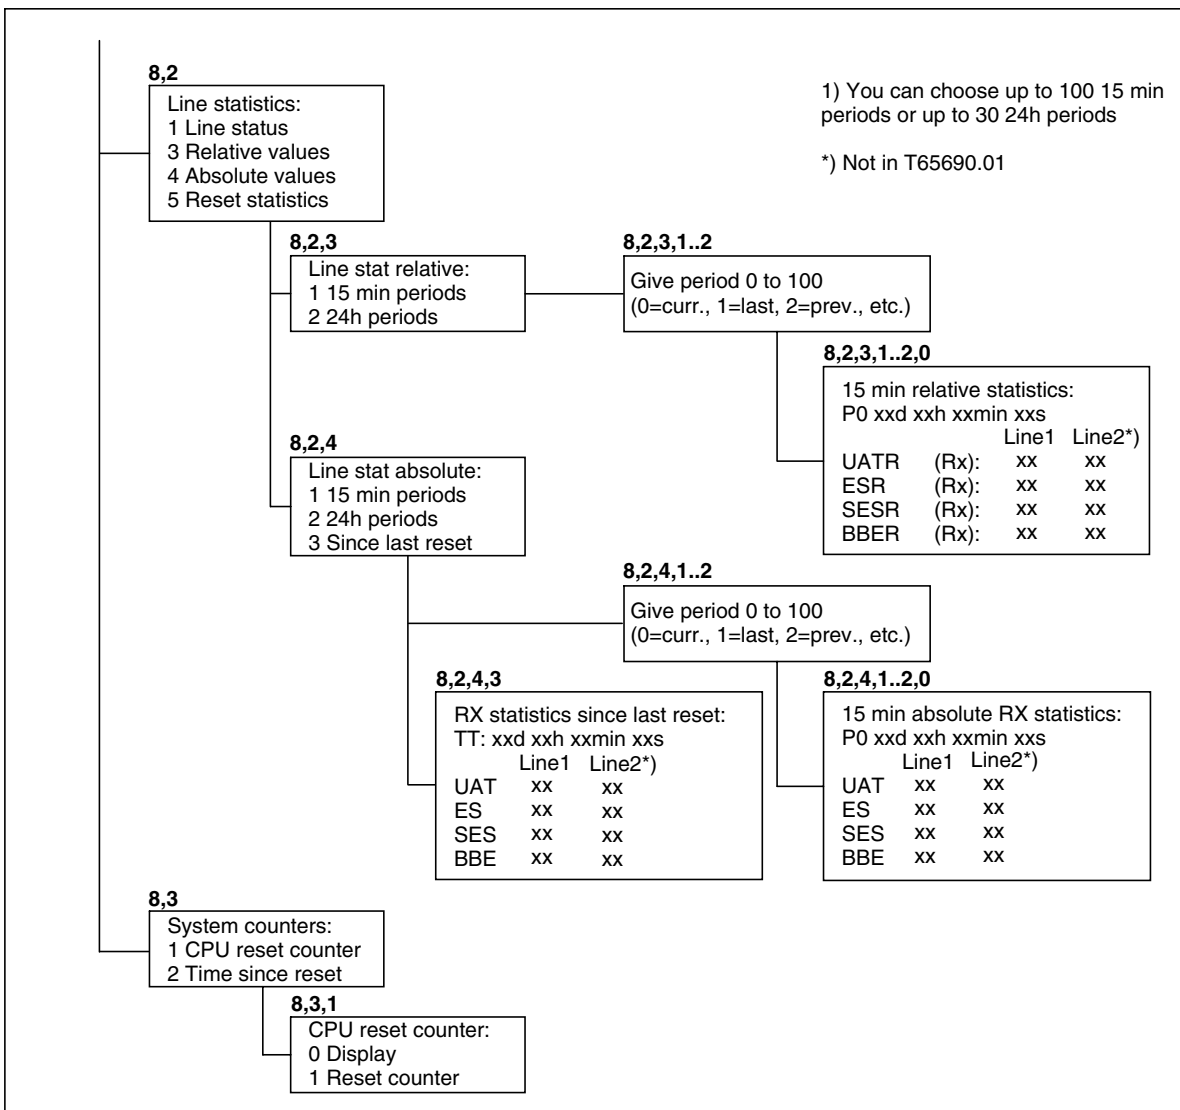 8,2
Line statistics:
1 Line status
3 Relative values
4 Absolute values
5 Reset statistics
1) You can choose up to 100 15 min
periods or up to 30 24h periods
*) Not in T65690.01
8,2,3
Line stat relative:
1 15 min periods
2 24h periods
8,2,3,1..2
Give period 0 to 100
(0=curr., 1=last, 2=prev., etc.)
8,2,3,1..2,0
15 min relative statistics:
P0 xxd xxh xxmin xxs
Line1 Line2*)
UATR (Rx): xx xx
ESR (Rx): xx xx
SESR (Rx): xx xx
BBER (Rx): xx xx
8,2,4
Line stat absolute:
1 15 min periods
2 24h periods
3 Since last reset
8,2,4,1..2
Give period 0 to 100
(0=curr., 1=last, 2=prev., etc.)
8,2,4,3
RX statistics since last reset:
TT: xxd xxh xxmin xxs
Line1 Line2*)
UAT xx xx
ES xx xx
SES xx xx
BBE xx xx
8,2,4,1..2,0
15 min absolute RX statistics:
P0 xxd xxh xxmin xxs
Line1 Line2*)
UAT xx xx
ES xx xx
SES xx xx
BBE xx xx
8,3
System counters:
1 CPU reset counter
2 Time since reset
8,3,1
CPU reset counter:
0 Display
1 Reset counter